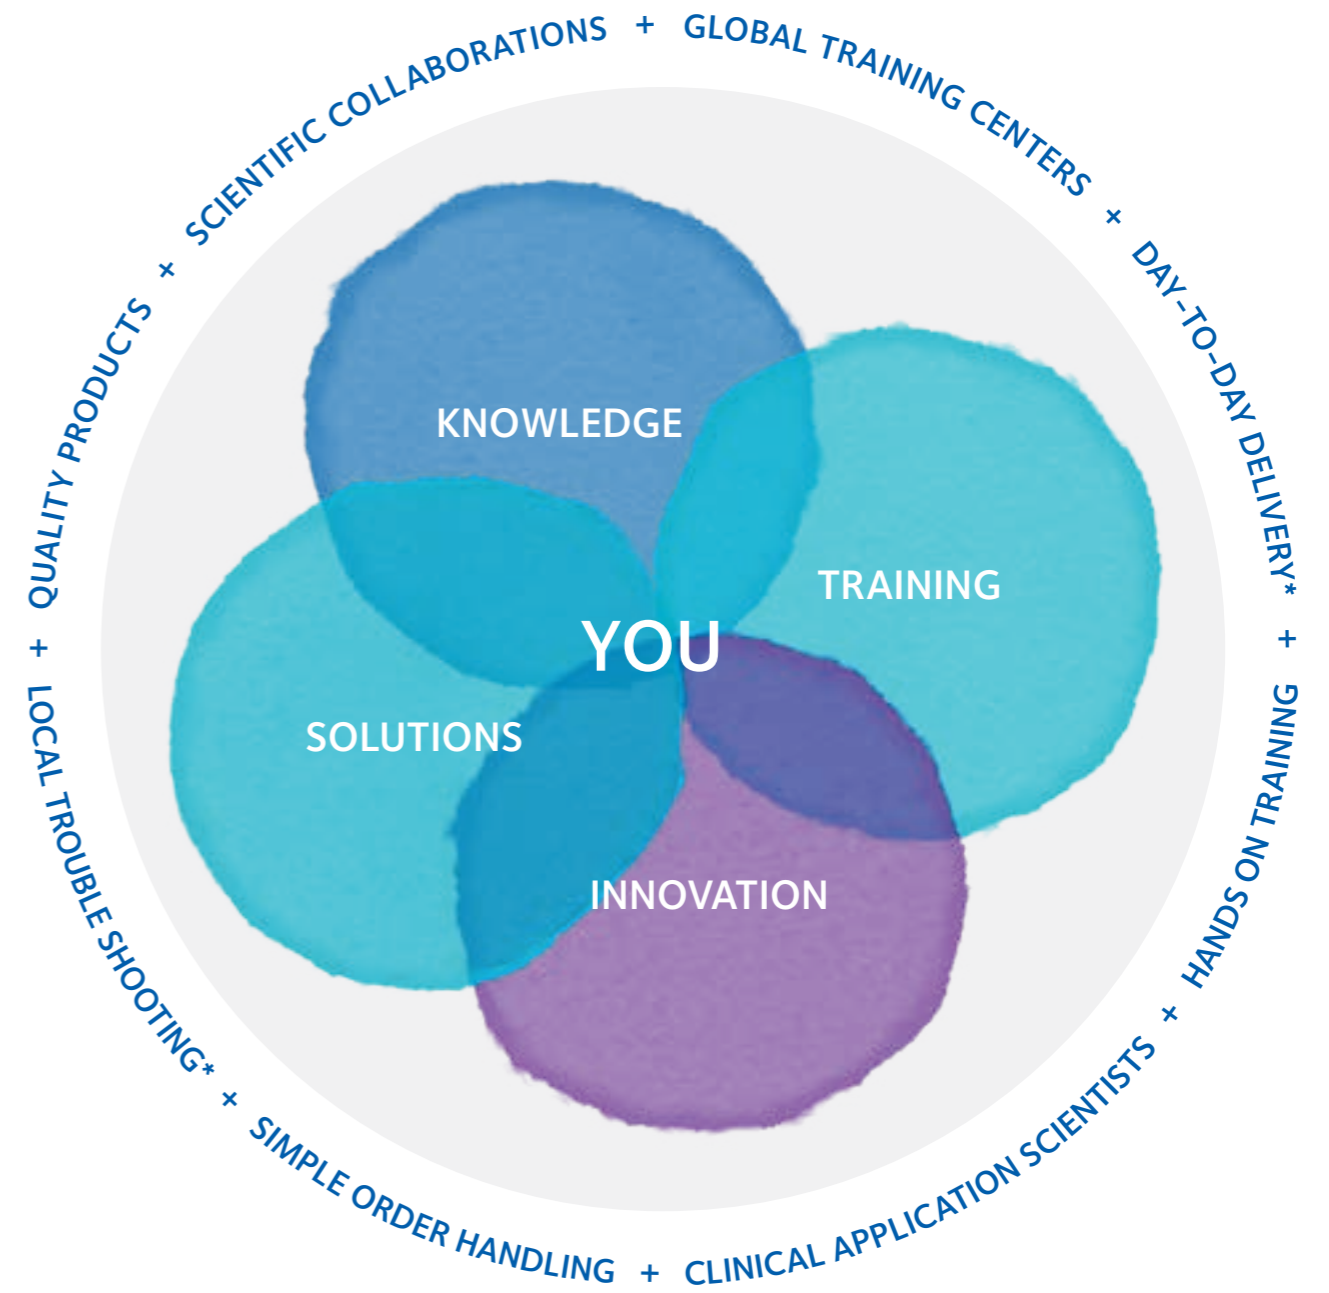 SCIENTIFIC COLLABORATIONS + GLOBAL TRAINING CENTERS + DAY-TO-DAY DELIVERY* + HANDS ON TRAINING + CLINICAL APPLICATION SCIENTISTS + SIMPLE ORDER HANDLING + LOCAL TROUBLE SHOOTING* + QUALITY PRODUCTS +
KNOWLEDGE
TRAINING
YOU
SOLUTIONS
INNOVATION